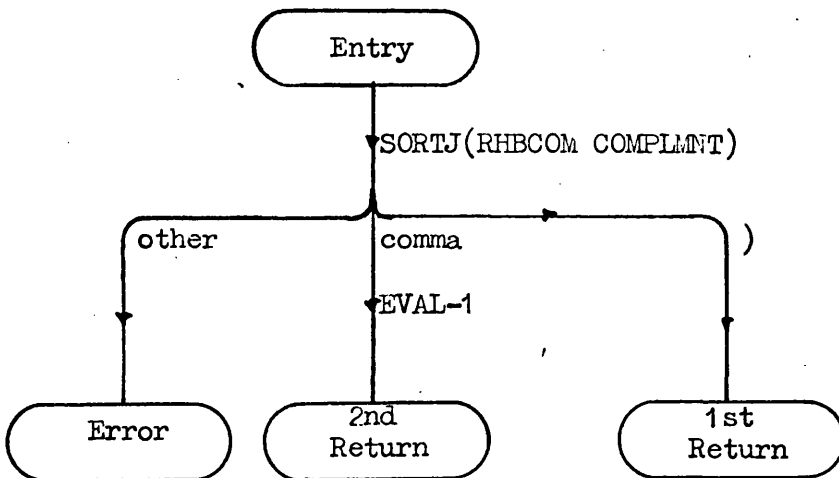 Entry
SORTJ(RHBCOM COMPLMNT)
other
comma
)
EVAL-1
Error
2nd
Return
1st
Return